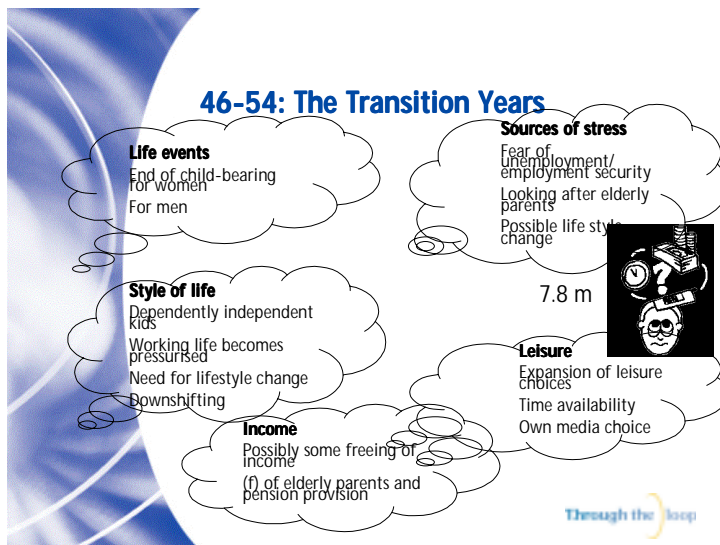 46-54: The Transition Years
Life events
End of child-bearing
for women
For men
Sources of stress
Fear of
unemployment/
employment security
Looking after elderly
parents
Possible life style
change
Style of life
Dependently independent
kids
Working life becomes
pressurised
Need for lifestyle change
Downshifting
7.8 m
?
Leisure
Expansion of leisure
choices
Time availability
Own media choice
Income
Possibly some freeing of
income
(f) of elderly parents and
pension provision
Through the loop